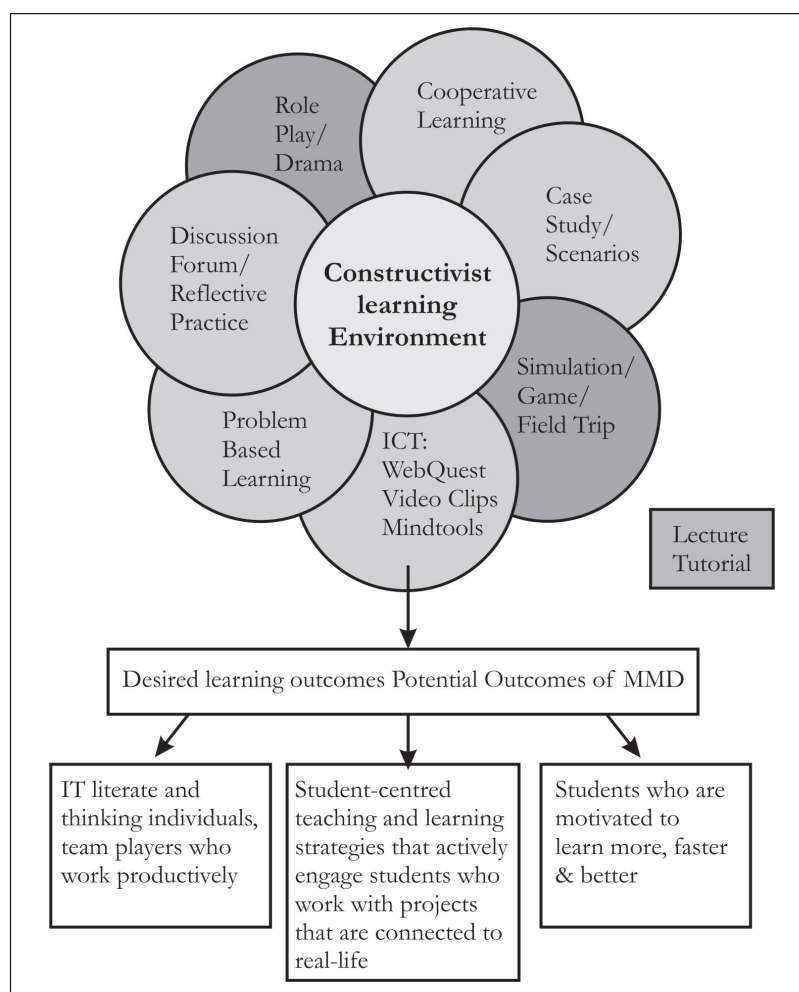 Role
Play/
Drama
Cooperative
Learning
Case
Study/
Scenarios
Discussion
Forum/
Reflective
Practice
Constructivist
learning
Environment
Simulation/
Game/
Field Trip
Problem
Based
Learning
ICT:
WebQuest
Video Clips
Mindtools
Lecture
Tutorial
Desired learning outcomes Potential Outcomes of MMD
IT literate and
thinking individuals,
team players who
work productively
Student-centred
teaching and learning
strategies that actively
engage students who
work with projects
that are connected to
real-life
Students who are
motivated to
learn more, faster
& better